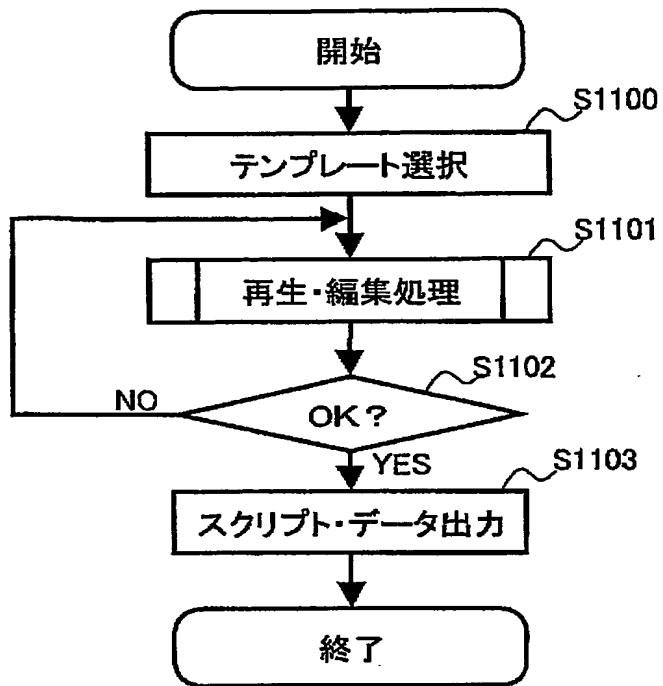 開始
S1100
テンプレート選択
S1101
再生・編集処理
S1102
NO
OK?
YES
S1103
スクリプト・データ出力
終了